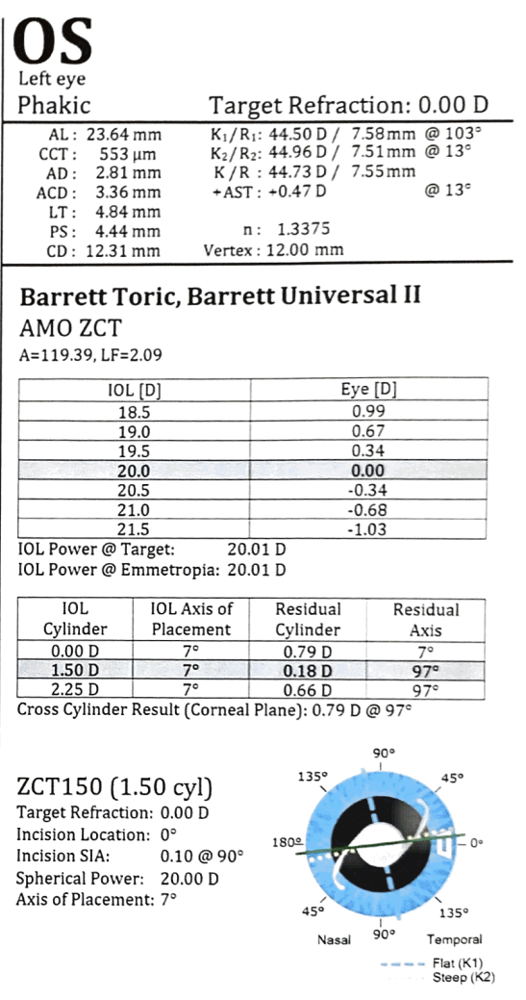 OS
Left eye
Phakic Target Refraction: 0.00 D
AL: 23.64 mm K₁/R₁: 44.50 D / 7.58mm @ 103°
CCT: 553 µm K₂/R₂: 44.96 D / 7.51mm @ 13°
AD: 2.81 mm K/R : 44.73 D / 7.55mm
ACD: 3.36 mm +AST : +0.47 D @ 13°
LT: 4.84 mm
PS: 4.44 mm n: 1.3375
CD: 12.31 mm Vertex: 12.00 mm
Barrett Toric, Barrett Universal II
AMO ZCT
A=119.39, LF=2.09
IOL [D] Eye [D]
18.5 0.99
19.0 0.67
19.5 0.34
20.0 0.00
20.5 -0.34
21.0 -0.68
21.5 -1.03
IOL Power @ Target: 20.01 D
IOL Power @ Emmetropia: 20.01 D
IOL IOL Axis of Residual Residual
Cylinder Placement Cylinder Axis
0.00 D 7° 0.79 D 7°
1.50 D 7° 0.18 D 97°
2.25 D 7° 0.66 D 97°
Cross Cylinder Result (Corneal Plane): 0.79 D @ 97°
ZCT150 (1.50 cyl)
Target Refraction: 0.00 D
Incision Location: 0°
Incision SIA: 0.10 @ 90°
Spherical Power: 20.00 D
Axis of Placement: 7°
90°
135° 45°
180° 0°
45° 135°
90°
Nasal Temporal
Flat (K1)
Steep (K2)